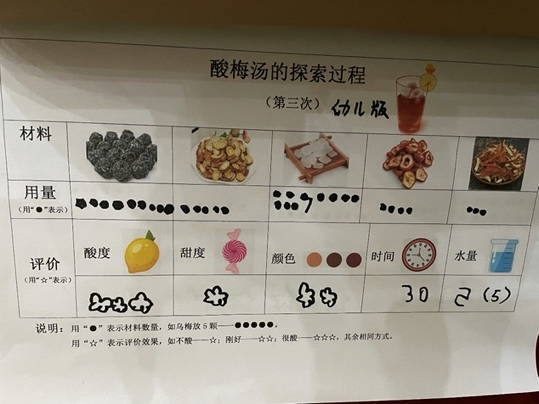 酸梅汤的探索过程
（第三次） 幼儿版
材料
用量
（用“●”表示）
评价
（用“☆”表示）
酸度 甜度 颜色 时间 水量
30
说明：用“●”表示材料数量，如乌梅放5颗——●●●●●。
用“☆”表示评价效果，如不酸——☆；刚好——☆☆；很酸——☆☆☆，其余相同方式。